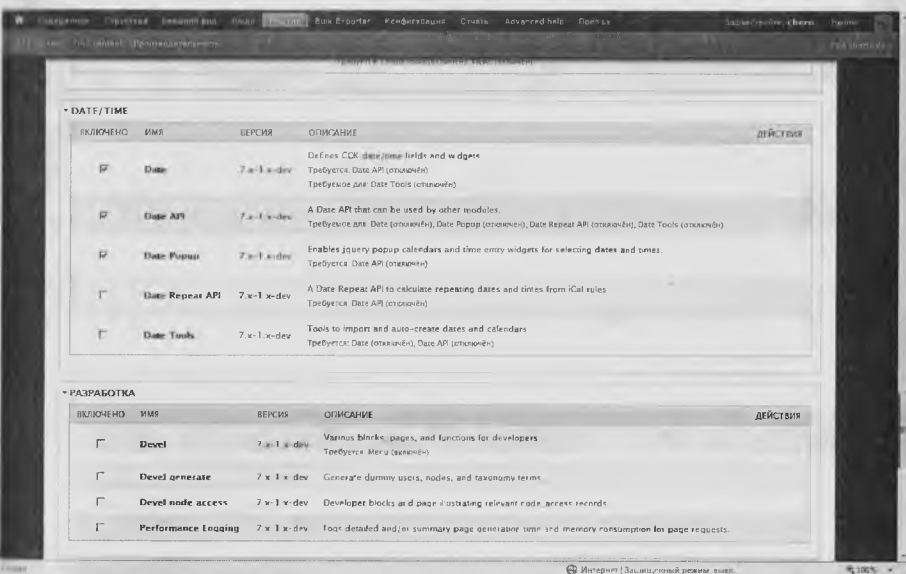 Bulk Exporter Конфигурация Отчёты Advanced help Помощь
DATE/TIME
ВКЛЮЧЕНО ИМЯ ВЕРСИЯ ОПИСАНИЕ ДЕЙСТВИЯ
Defines CCK date/time fields and widgets
Date 7.x-1.x-dev Требуется: Date API (отключён)
Требуемое для: Date Tools (отключён)
A Date API that can be used by other modules.
Date API 7.x-1.x-dev Требуемое для: Date (отключён), Date Popup (отключён), Date Repeat API (отключён), Date Tools (отключён)
Enables jquery popup calendars and time entry widgets for selecting dates and times.
Date Popup 7.x-1.x-dev Требуется: Date API (отключён)
A Date Repeat API to calculate repeating dates and times from iCal rules
Date Repeat API 7.x-1.x-dev Требуется: Date API (отключён)
Tools to import and auto-create dates and calendars
Date Tools 7.x-1.x-dev Требуется: Date (отключён), Date API (отключён)
РАЗРАБОТКА
ВКЛЮЧЕНО ИМЯ ВЕРСИЯ ОПИСАНИЕ ДЕЙСТВИЯ
Various blocks, pages, and functions for developers
Devel 7.x-1.x-dev Требуется: Menu (включён)
Devel generate 7.x-1.x-dev Generate dummy users, nodes, and taxonomy terms.
Devel node access 7.x-1.x-dev Developer blocks and page illustrating relevant node_access records.
Performance Logging 7.x-1.x-dev Logs detailed and/or summary page generation time and memory consumption for page requests.
Интернет | Защищенный режим: выкл. 100%